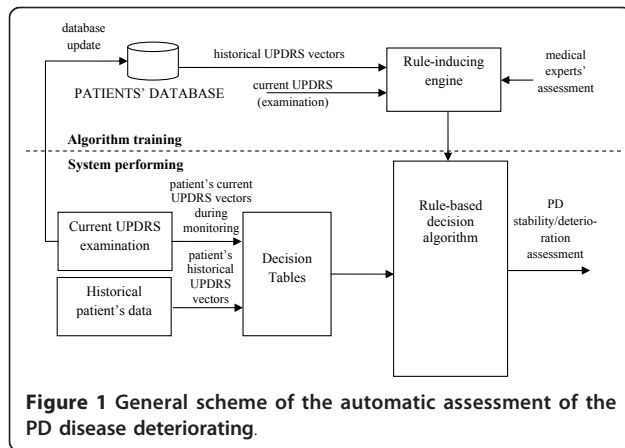 database
update
historical UPDRS vectors
PATIENTS' DATABASE
current UPDRS
(examination)
Rule-inducing
engine
medical
experts'
assessment
Algorithm training
System performing
patient's current
UPDRS vectors
during
monitoring
Current UPDRS
examination
patient's
historical
UPDRS
vectors
Historical
patient's data
Decision
Tables
Rule-based
decision
algorithm
PD
stability/deterio-
ration
assessment
Figure 1 General scheme of the automatic assessment of the
PD disease deteriorating.